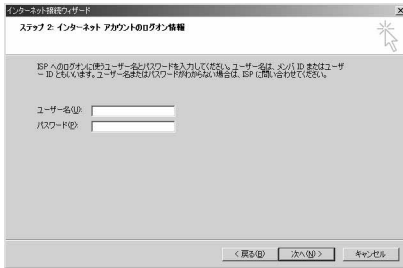 インターネット接続ウィザード
ステップ 2: インターネット アカウントのログオン情報
ISP へのログオンに使うユーザー名とパスワードを入力してください。ユーザー名は、メンバ ID またはユーザ
ー ID ともいいます。ユーザー名またはパスワードがわからない場合は、ISP に問い合わせてください。
ユーザー名(U):
パスワード(P):
< 戻る(B) 次へ(N) > キャンセル